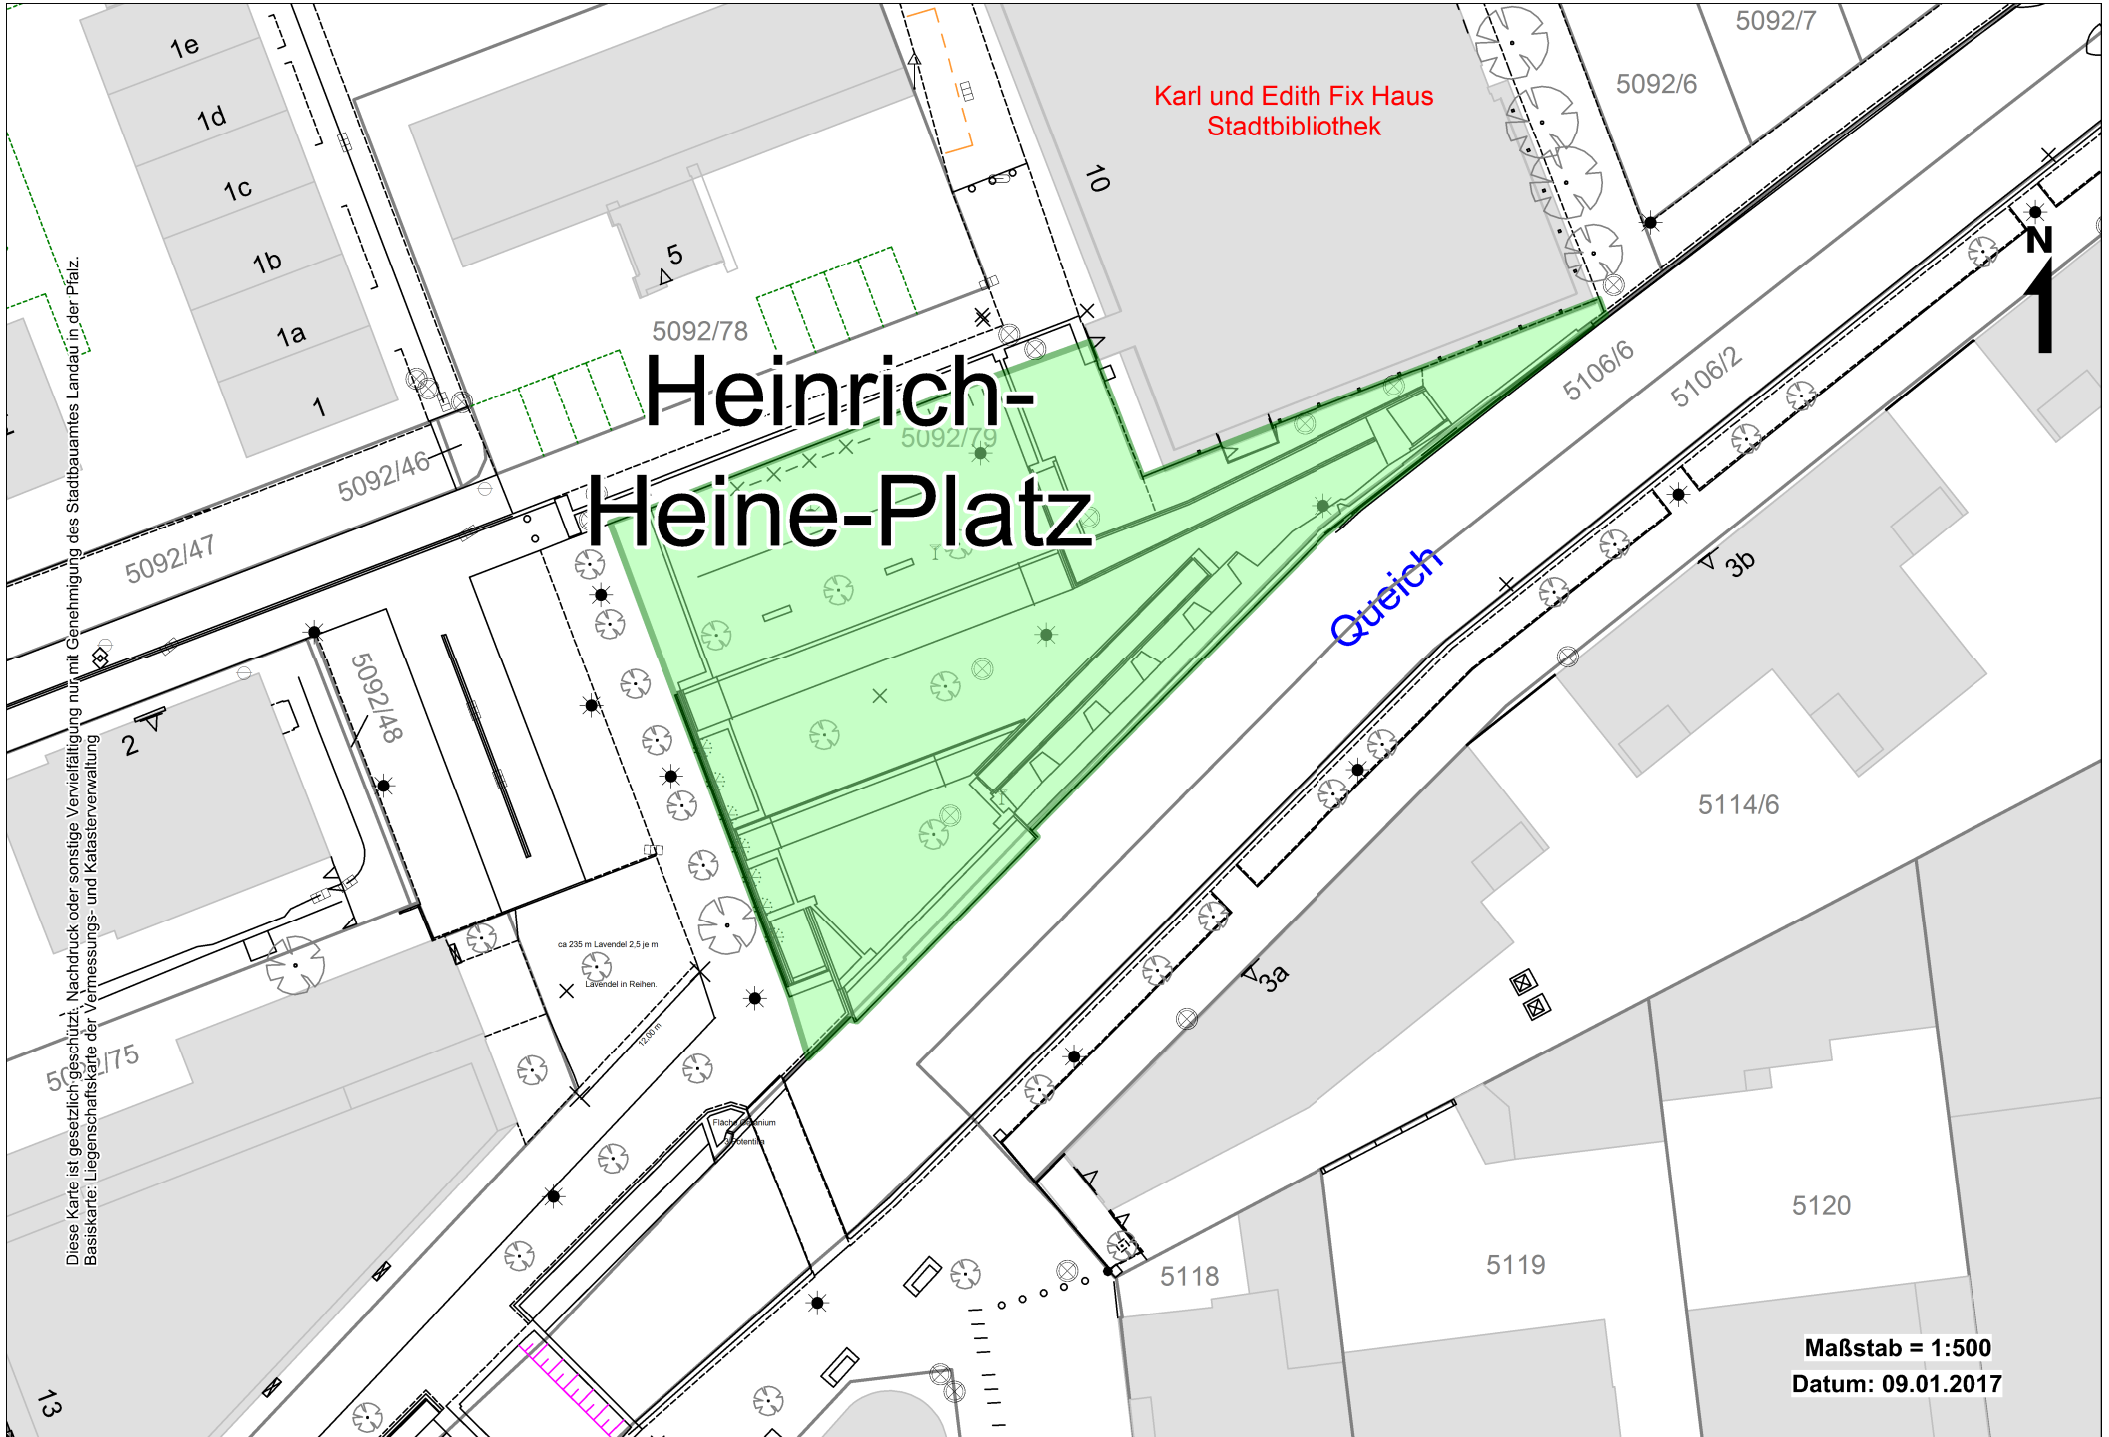 1e
1d
1c
1b
1a
1
5
10
Karl und Edith Fix Haus
Stadtbibliothek
5092/7
5092/6
N
5092/78
Heinrich-
Heine-Platz
5092/79
5092/46
5092/47
5092/48
2
5106/6
5106/2
Queich
3b
3a
5114/6
ca 235 m Lavendel 2,5 je m
Lavendel in Reihen.
12.00 m
5120
5119
5118
13
Diese Karte ist gesetzlich geschützt. Nachdruck oder sonstige Vervielfältigung nur mit Genehmigung des Stadtbauamtes Landau in der Pfalz.
Basiskarte: Liegenschaftskarte der Vermessungs- und Katasterverwaltung
Maßstab = 1:500
Datum: 09.01.2017